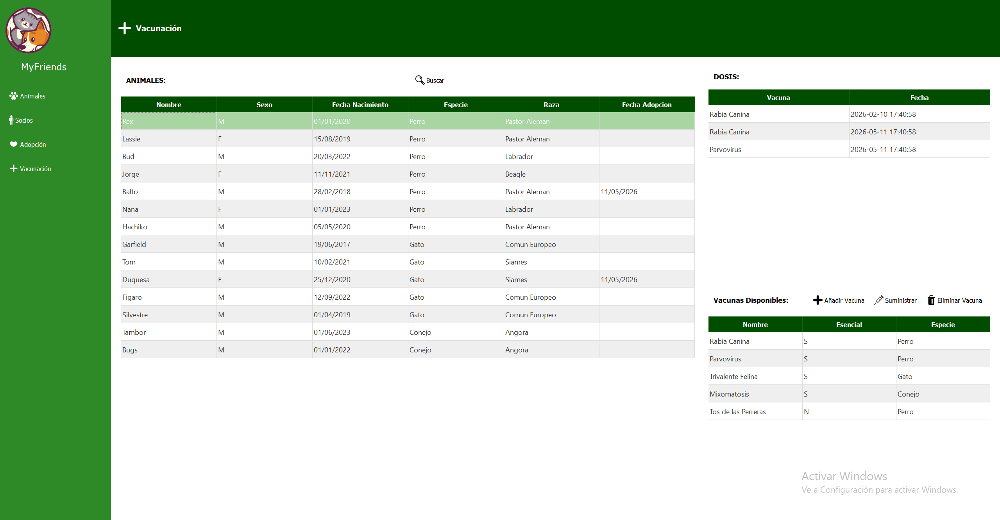 MyFriends
Animales
Socios
Adopción
Vacunación
Vacunación
ANIMALES:
Buscar
Nombre Sexo Fecha Nacimiento Especie Raza Fecha Adopcion
Rex M 01/01/2020 Perro Pastor Aleman
Lassie F 15/08/2019 Perro Pastor Aleman
Bud M 20/03/2022 Perro Labrador
Jorge F 11/11/2021 Perro Beagle
Balto M 28/02/2018 Perro Pastor Aleman 11/05/2026
Nana F 01/01/2023 Perro Labrador
Hachiko M 05/05/2020 Perro Pastor Aleman
Garfield M 19/06/2017 Gato Comun Europeo
Tom M 10/02/2021 Gato Siames
Duquesa F 25/12/2020 Gato Siames 11/05/2026
Figaro M 12/09/2022 Gato Comun Europeo
Silvestre M 01/04/2019 Gato Comun Europeo
Tambor M 01/06/2023 Conejo Angora
Bugs M 01/01/2022 Conejo Angora
DOSIS:
Vacuna Fecha
Rabia Canina 2026-02-10 17:40:58
Rabia Canina 2026-05-11 17:40:58
Parvovirus 2026-05-11 17:40:58
Vacunas Disponibles: Añadir Vacuna Suministrar Eliminar Vacuna
Nombre Esencial Especie
Rabia Canina S Perro
Parvovirus S Perro
Trivalente Felina S Gato
Mixomatosis S Conejo
Tos de las Perreras N Perro
Activar Windows
Ve a Configuración para activar Windows.